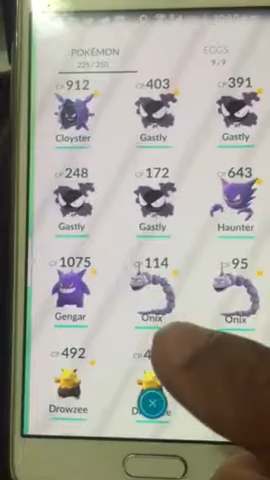 POKÉMON EGGS
225 / 250 9 / 9
CP912 CP403 CP391
Cloyster Gastly Gastly
CP248 CP172 CP643
Gastly Gastly Haunter
CP1075 CP114 CP95
Gengar Onix Onix
CP492
Drowzee